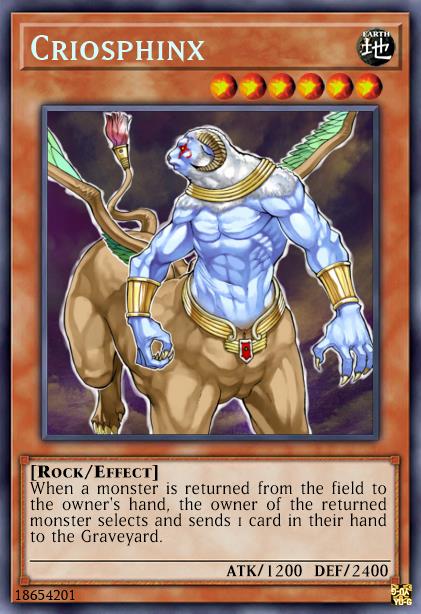 Criosphinx
EARTH
地
[Rock/Effect]
When a monster is returned from the field to
the owner's hand, the owner of the returned
monster selects and sends 1 card in their hand
to the Graveyard.
ATK/1200 DEF/2400
18654201